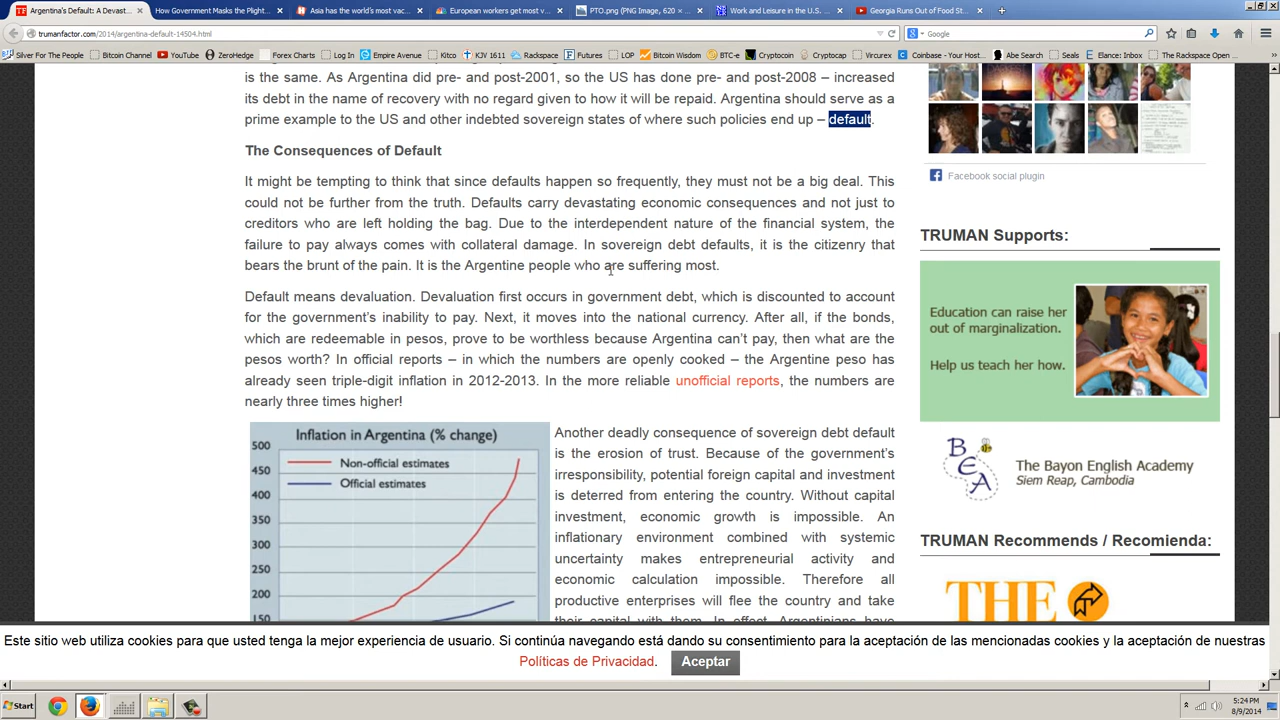 Argentina's Default: A Devast...
How Government Masks the Plight...
Asia has the world's most vac...
European workers get most v...
PTO.png (PNG Image, 620 × ...
Work and leisure in the U.S. ...
Georgia Runs Out of Food St...
trumanfactor.com/2014/argentina-default-14504.html
Google
Silver For The People
Bitcoin Channel
ZeroHedge
Forex Charts
Log In
Empire Avenue
Kitco
KJV 1611
Rackspace
Futures
LOP
Bitcoin Wisdom
BTC-e
Cryptocoin
Cryptocap
Vircurex
Coinbase - Your Host...
Abe Search
Seals
Elance: Inbox
The Rackspace Open ...
is the same. As Argentina did pre- and post-2001, so the US has done pre- and post-2008 – increased
its debt in the name of recovery with no regard given to how it will be repaid. Argentina should serve as a
prime example to the US and other indebted sovereign states of where such policies end up – default.
The Consequences of Default
It might be tempting to think that since defaults happen so frequently, they must not be a big deal. This
could not be further from the truth. Defaults carry devastating economic consequences and not just to
creditors who are left holding the bag. Due to the interdependent nature of the financial system, the
failure to pay always comes with collateral damage. In sovereign debt defaults, it is the citizenry that
bears the brunt of the pain. It is the Argentine people who are suffering most.
Default means devaluation. Devaluation first occurs in government debt, which is discounted to account
for the government's inability to pay. Next, it moves into the national currency. After all, if the bonds,
which are redeemable in pesos, prove to be worthless because Argentina can't pay, then what are the
pesos worth? In official reports – in which the numbers are openly cooked – the Argentine peso has
already seen triple-digit inflation in 2012-2013. In the more reliable unofficial reports, the numbers are
nearly three times higher!
Inflation in Argentina (% change)
500
Non-official estimates
450
Official estimates
400
350
300
250
200
150
Another deadly consequence of sovereign debt default
is the erosion of trust. Because of the government's
irresponsibility, potential foreign capital and investment
is deterred from entering the country. Without capital
investment, economic growth is impossible. An
inflationary environment combined with systemic
uncertainty makes entrepreneurial activity and
economic calculation impossible. Therefore all
productive enterprises will flee the country and take
their capital with them. In effect, Argentinians have
Facebook social plugin
TRUMAN Supports:
Education can raise her
out of marginalization.
Help us teach her how.
BEA
The Bayon English Academy
Siem Reap, Cambodia
TRUMAN Recommends / Recomienda:
THE
Este sitio web utiliza cookies para que usted tenga la mejor experiencia de usuario. Si continúa navegando está dando su consentimiento para la aceptación de las mencionadas cookies y la aceptación de nuestras
Políticas de Privacidad.
Aceptar
Start
5:24 PM
8/9/2014